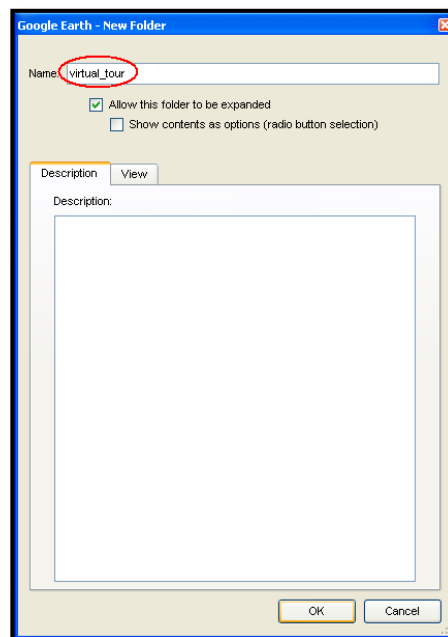 Google Earth - New Folder
Name: virtual_tour
Allow this folder to be expanded
Show contents as options (radio button selection)
Description View
Description:
OK Cancel